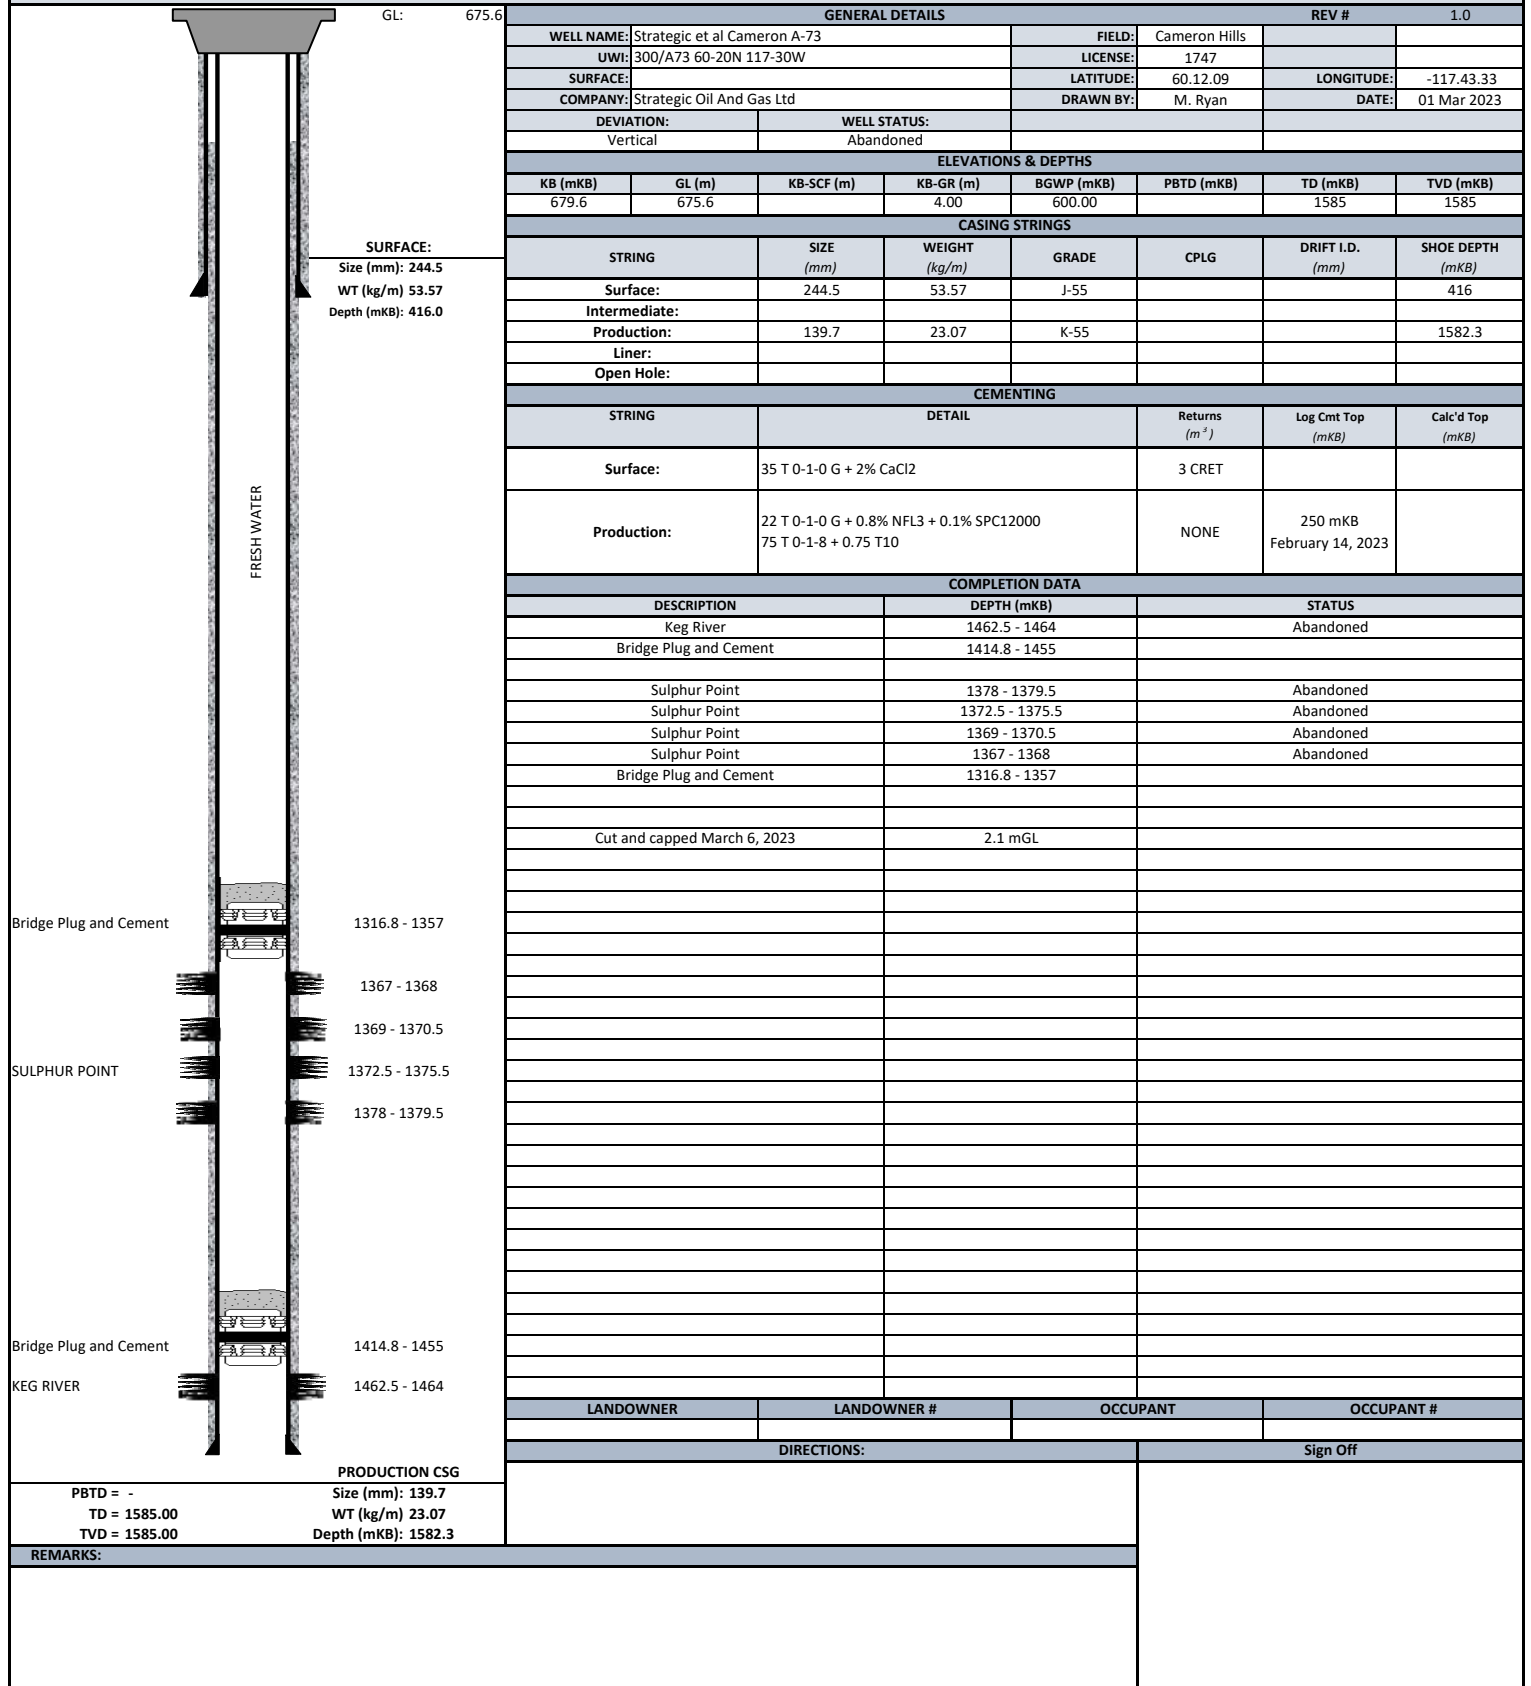 GL: 675.6
GENERAL DETAILS REV # 1.0
WELL NAME: Strategic et al Cameron A-73 FIELD: Cameron Hills
UWI: 300/A73 60-20N 117-30W LICENSE: 1747
SURFACE: LATITUDE: 60.12.09 LONGITUDE: -117.43.33
COMPANY: Strategic Oil And Gas Ltd DRAWN BY: M. Ryan DATE: 01 Mar 2023
DEVIATION: WELL STATUS:
Vertical Abandoned
ELEVATIONS & DEPTHS
KB (mKB) GL (m) KB-SCF (m) KB-GR (m) BGWP (mKB) PBTD (mKB) TD (mKB) TVD (mKB)
679.6 675.6 4.00 600.00 1585 1585
CASING STRINGS
STRING SIZE (mm) WEIGHT (kg/m) GRADE CPLG DRIFT I.D. (mm) SHOE DEPTH (mKB)
Surface: 244.5 53.57 J-55 416
Intermediate:
Production: 139.7 23.07 K-55 1582.3
Liner:
Open Hole:
CEMENTING
STRING DETAIL Returns (m³) Log Cmt Top (mKB) Calc'd Top (mKB)
Surface: 35 T 0-1-0 G + 2% CaCl2 3 CRET
Production: 22 T 0-1-0 G + 0.8% NFL3 + 0.1% SPC12000
75 T 0-1-8 + 0.75 T10 NONE 250 mKB
February 14, 2023
COMPLETION DATA
DESCRIPTION DEPTH (mKB) STATUS
Keg River 1462.5 - 1464 Abandoned
Bridge Plug and Cement 1414.8 - 1455
Sulphur Point 1378 - 1379.5 Abandoned
Sulphur Point 1372.5 - 1375.5 Abandoned
Sulphur Point 1369 - 1370.5 Abandoned
Sulphur Point 1367 - 1368 Abandoned
Bridge Plug and Cement 1316.8 - 1357
Cut and capped March 6, 2023 2.1 mGL
LANDOWNER LANDOWNER # OCCUPANT OCCUPANT #
DIRECTIONS: Sign Off
SURFACE:
Size (mm): 244.5
WT (kg/m) 53.57
Depth (mKB): 416.0
FRESH WATER
Bridge Plug and Cement 1316.8 - 1357
1367 - 1368
1369 - 1370.5
SULPHUR POINT 1372.5 - 1375.5
1378 - 1379.5
Bridge Plug and Cement 1414.8 - 1455
KEG RIVER 1462.5 - 1464
PRODUCTION CSG
PBTD = - Size (mm): 139.7
TD = 1585.00 WT (kg/m) 23.07
TVD = 1585.00 Depth (mKB): 1582.3
REMARKS: